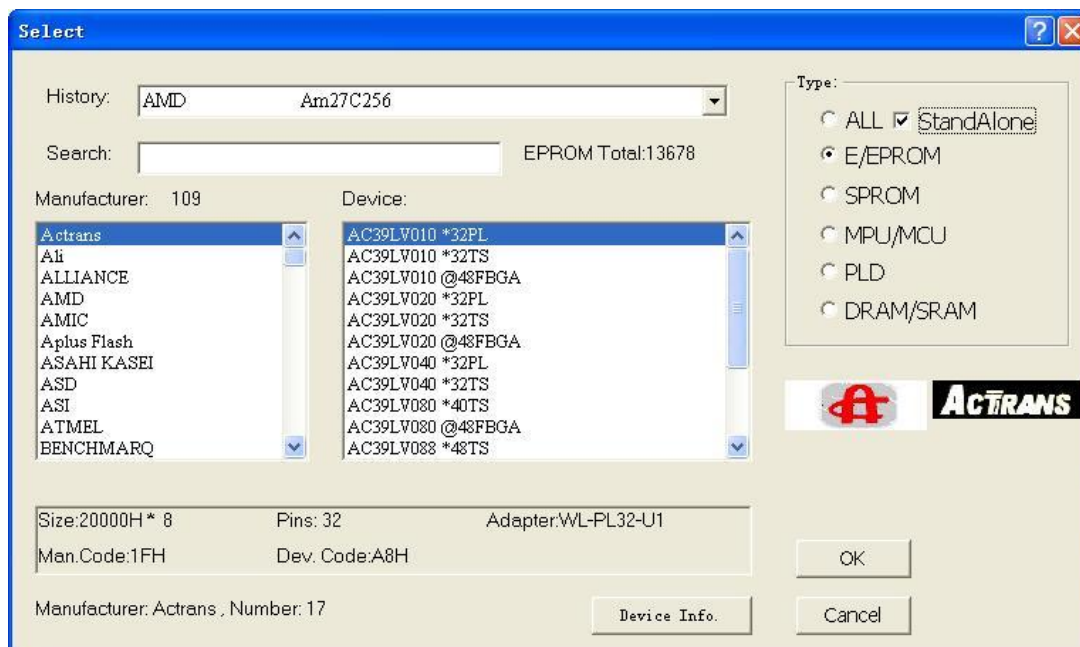 Select
History: AMD Am27C256
Search: EPROM Total:13678
Manufacturer: 109 Device:
Actrans
Ali
ALLIANCE
AMD
AMIC
Aplus Flash
ASAHI KASEI
ASD
ASI
ATMEL
BENCHMARQ
AC39LV010 *32PL
AC39LV010 *32TS
AC39LV010 @48FBGA
AC39LV020 *32PL
AC39LV020 *32TS
AC39LV020 @48FBGA
AC39LV040 *32PL
AC39LV040 *32TS
AC39LV080 *40TS
AC39LV080 @48FBGA
AC39LV088 *48TS
Type:
ALL StandAlone
E/EPROM
SPROM
MPU/MCU
PLD
DRAM/SRAM
ACTRANS
Size:20000H * 8 Pins: 32 Adapter:WL-PL32-U1
Man.Code:1FH Dev. Code:A8H
OK
Manufacturer: Actrans , Number: 17
Device Info.
Cancel